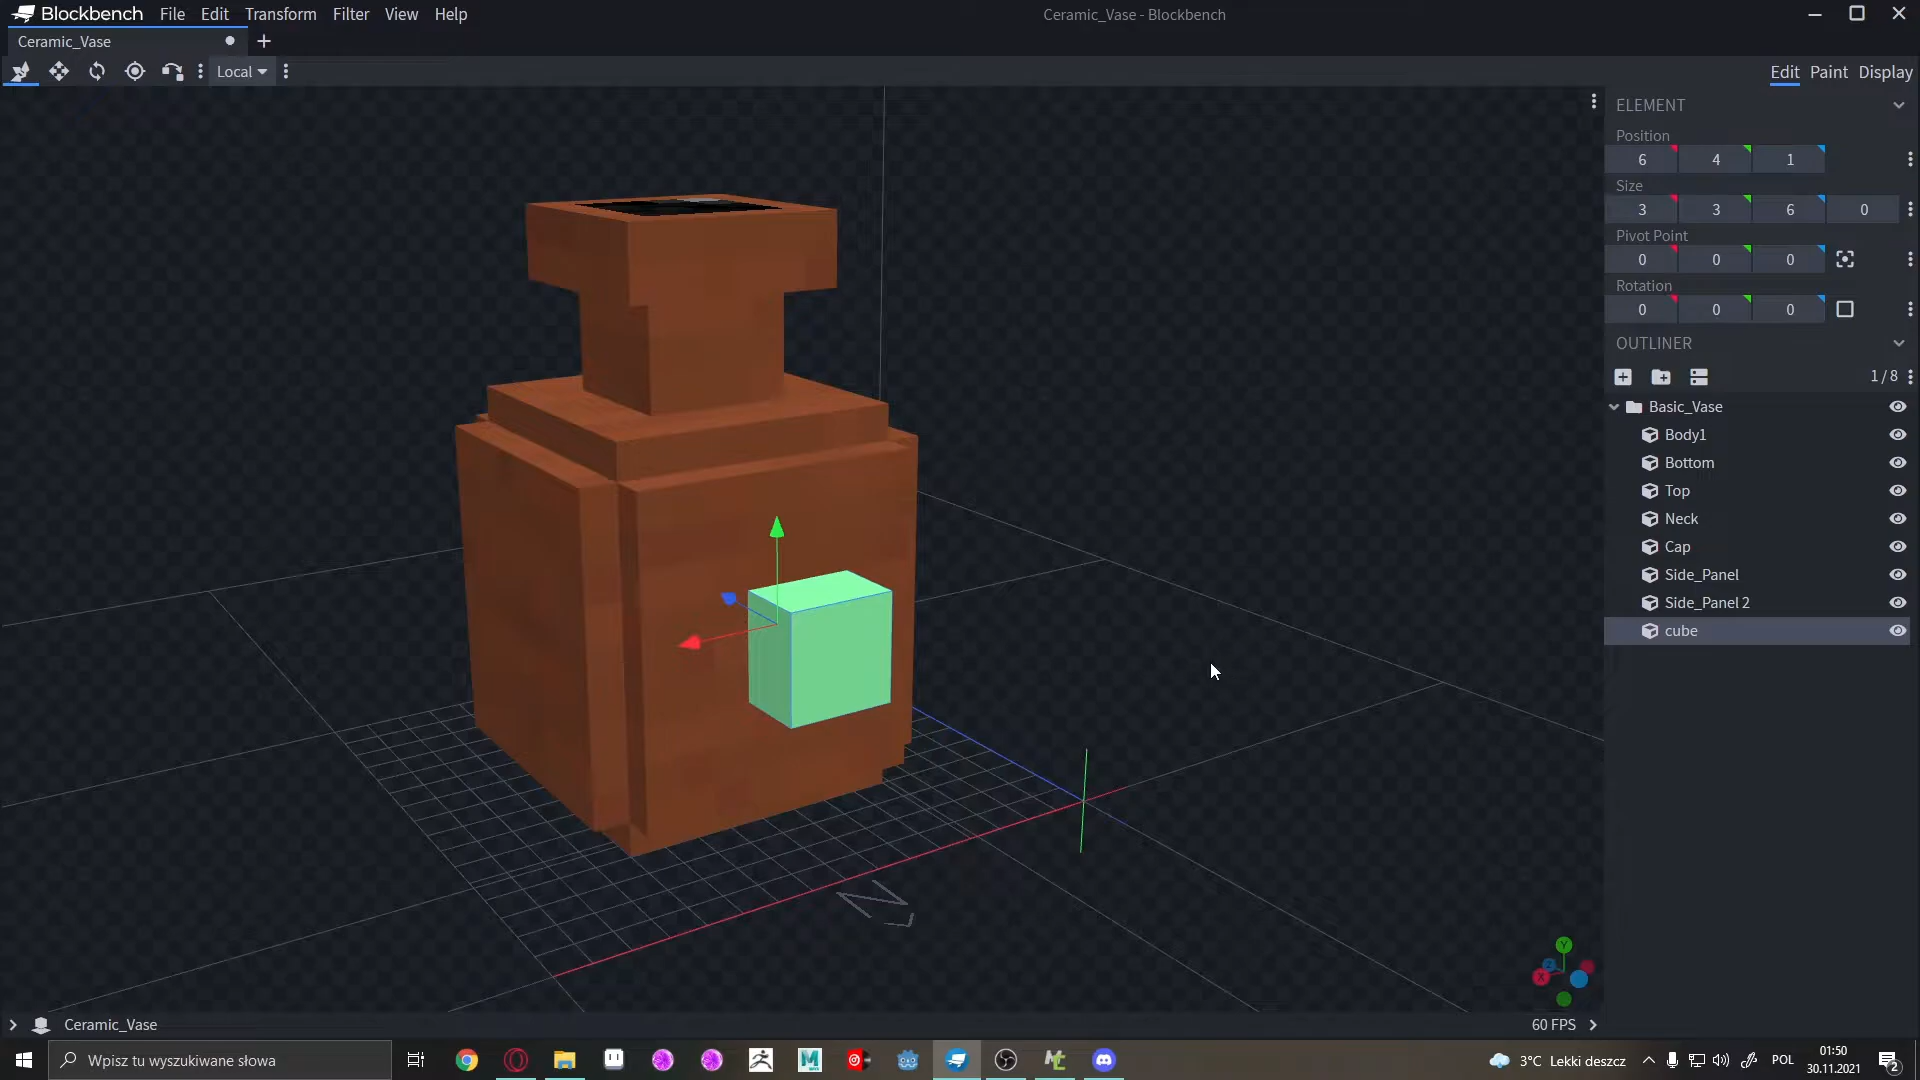 Blockbench File Edit Transform Filter View Help
Ceramic_Vase - Blockbench
Ceramic_Vase
Local
Edit Paint Display
ELEMENT
Position
6 4 1
Size
3 3 6 0
Pivot Point
0 0 0
Rotation
0 0 0
OUTLINER
1 / 8
Basic_Vase
Body1
Bottom
Top
Neck
Cap
Side_Panel
Side_Panel 2
cube
N
Y
Z
X
Ceramic_Vase
60 FPS
Wpisz tu wyszukiwane słowa
3°C Lekki deszcz
POL
01:50
30.11.2021
2